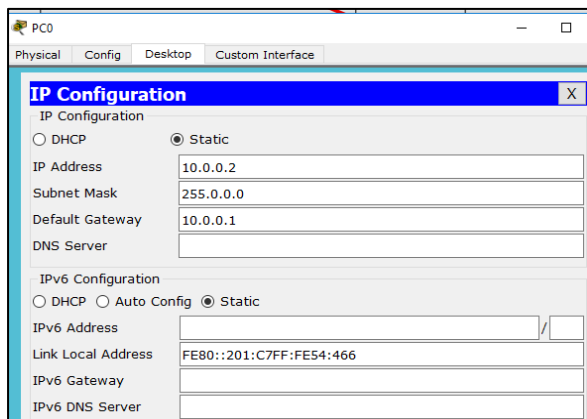 PC0
Physical Config Desktop Custom Interface
IP Configuration X
IP Configuration
DHCP Static
IP Address 10.0.0.2
Subnet Mask 255.0.0.0
Default Gateway 10.0.0.1
DNS Server
IPv6 Configuration
DHCP Auto Config Static
IPv6 Address /
Link Local Address FE80::201:C7FF:FE54:466
IPv6 Gateway
IPv6 DNS Server